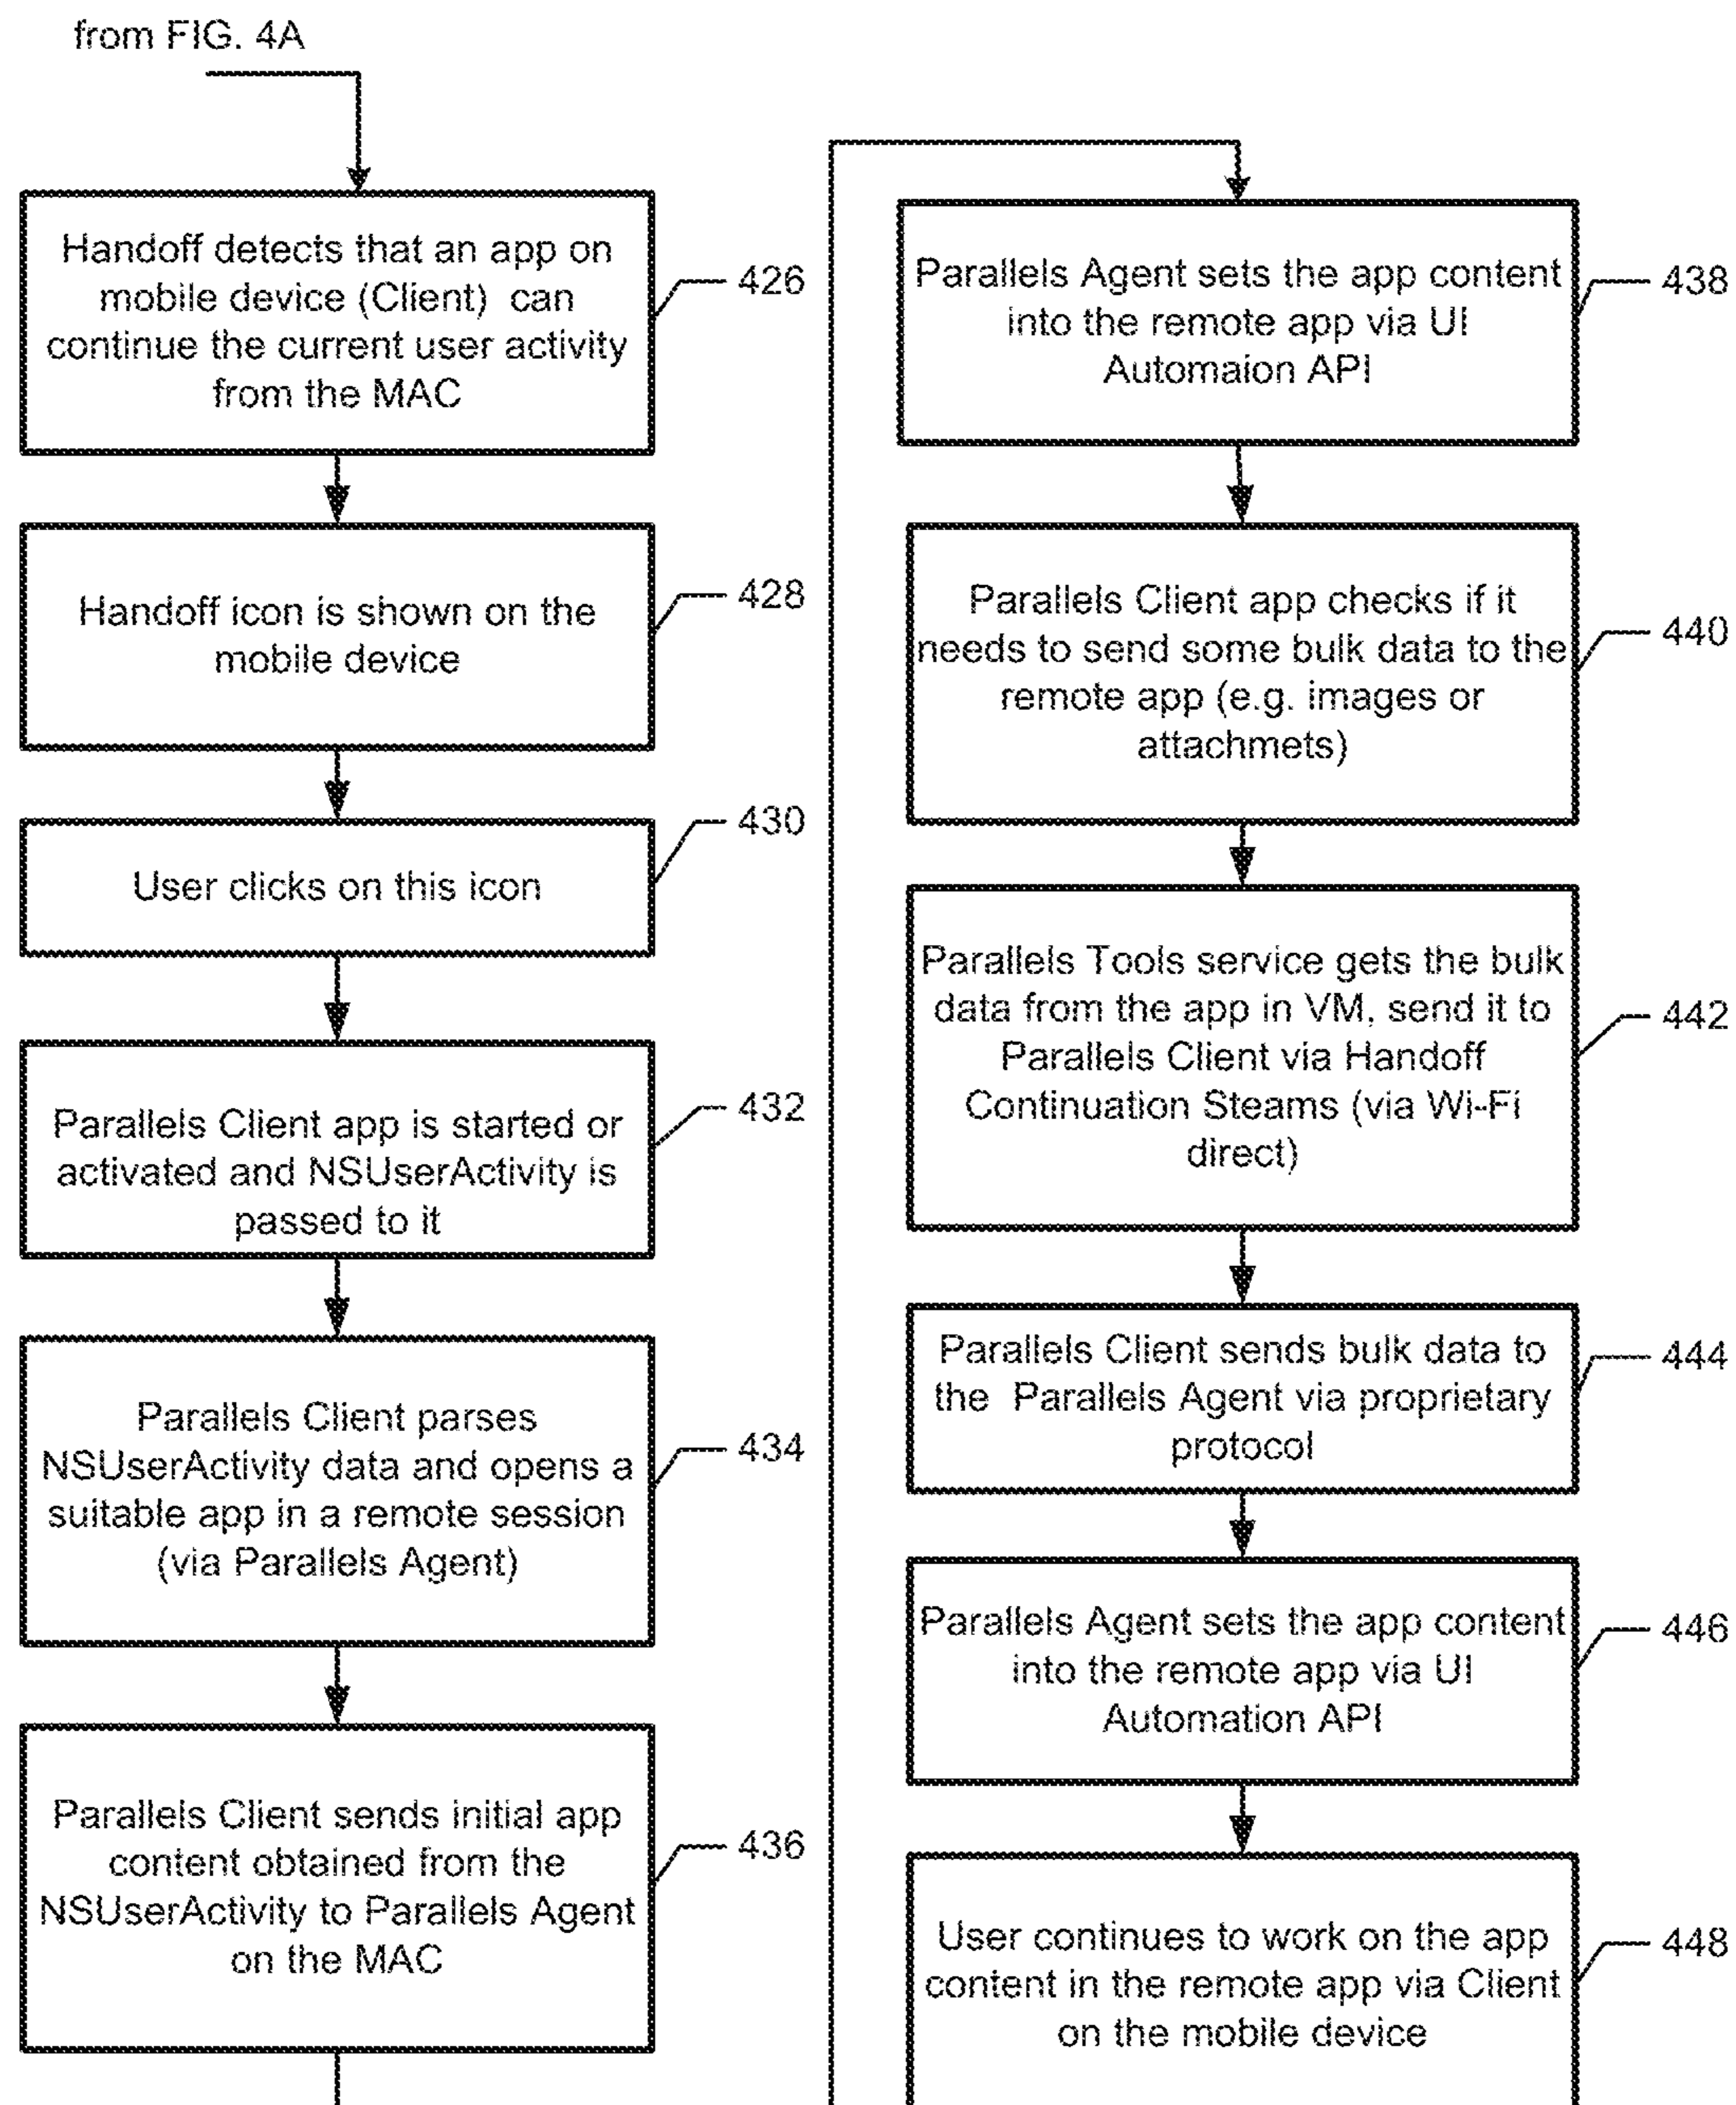 from FIG. 4A
Handoff detects that an app on
mobile device (Client) can
continue the current user activity
from the MAC
426
Handoff icon is shown on the
mobile device
428
User clicks on this icon
430
Parallels Client app is started or
activated and NSUserActivity is
passed to it
432
Parallels Client parses
NSUserActivity data and opens a
suitable app in a remote session
(via Parallels Agent)
434
Parallels Client sends initial app
content obtained from the
NSUserActivity to Parallels Agent
on the MAC
436
Parallels Agent sets the app content
into the remote app via UI
Automaion API
438
Parallels Client app checks if it
needs to send some bulk data to the
remote app (e.g. images or
attachmets)
440
Parallels Tools service gets the bulk
data from the app in VM, send it to
Parallels Client via Handoff
Continuation Steams (via Wi-Fi
direct)
442
Parallels Client sends bulk data to
the Parallels Agent via proprietary
protocol
444
Parallels Agent sets the app content
into the remote app via UI
Automation API
446
User continues to work on the app
content in the remote app via Client
on the mobile device
448